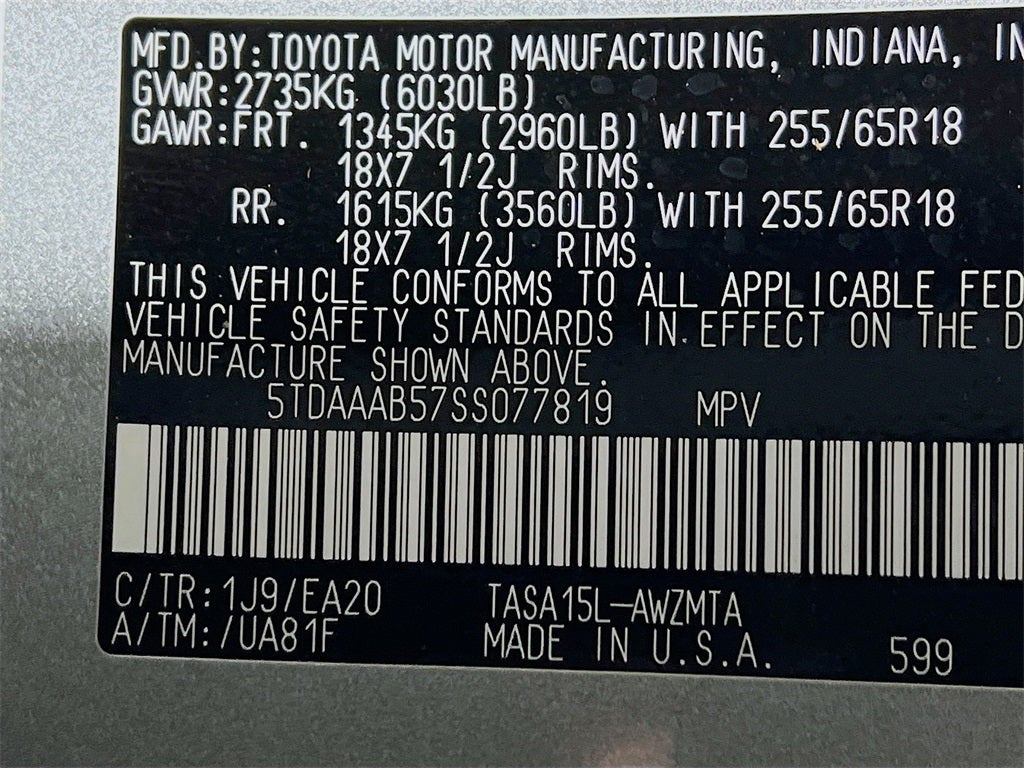 MFD.BY:TOYOTA MOTOR MANUFACTURING, INDIANA, IN
GVWR:2735KG (6030LB)
GAWR:FRT. 1345KG (2960LB) WITH 255/65R18
18X7 1/2J RIMS.
RR. 1615KG (3560LB) WITH 255/65R18
18X7 1/2J RIMS.
THIS VEHICLE CONFORMS TO ALL APPLICABLE FED
VEHICLE SAFETY STANDARDS IN EFFECT ON THE D
MANUFACTURE SHOWN ABOVE.
5TDAAAB57SS077819 MPV
C/TR:1J9/EA20 TASA15L-AWZMTA
A/TM:/UA81F MADE IN U.S.A. 599